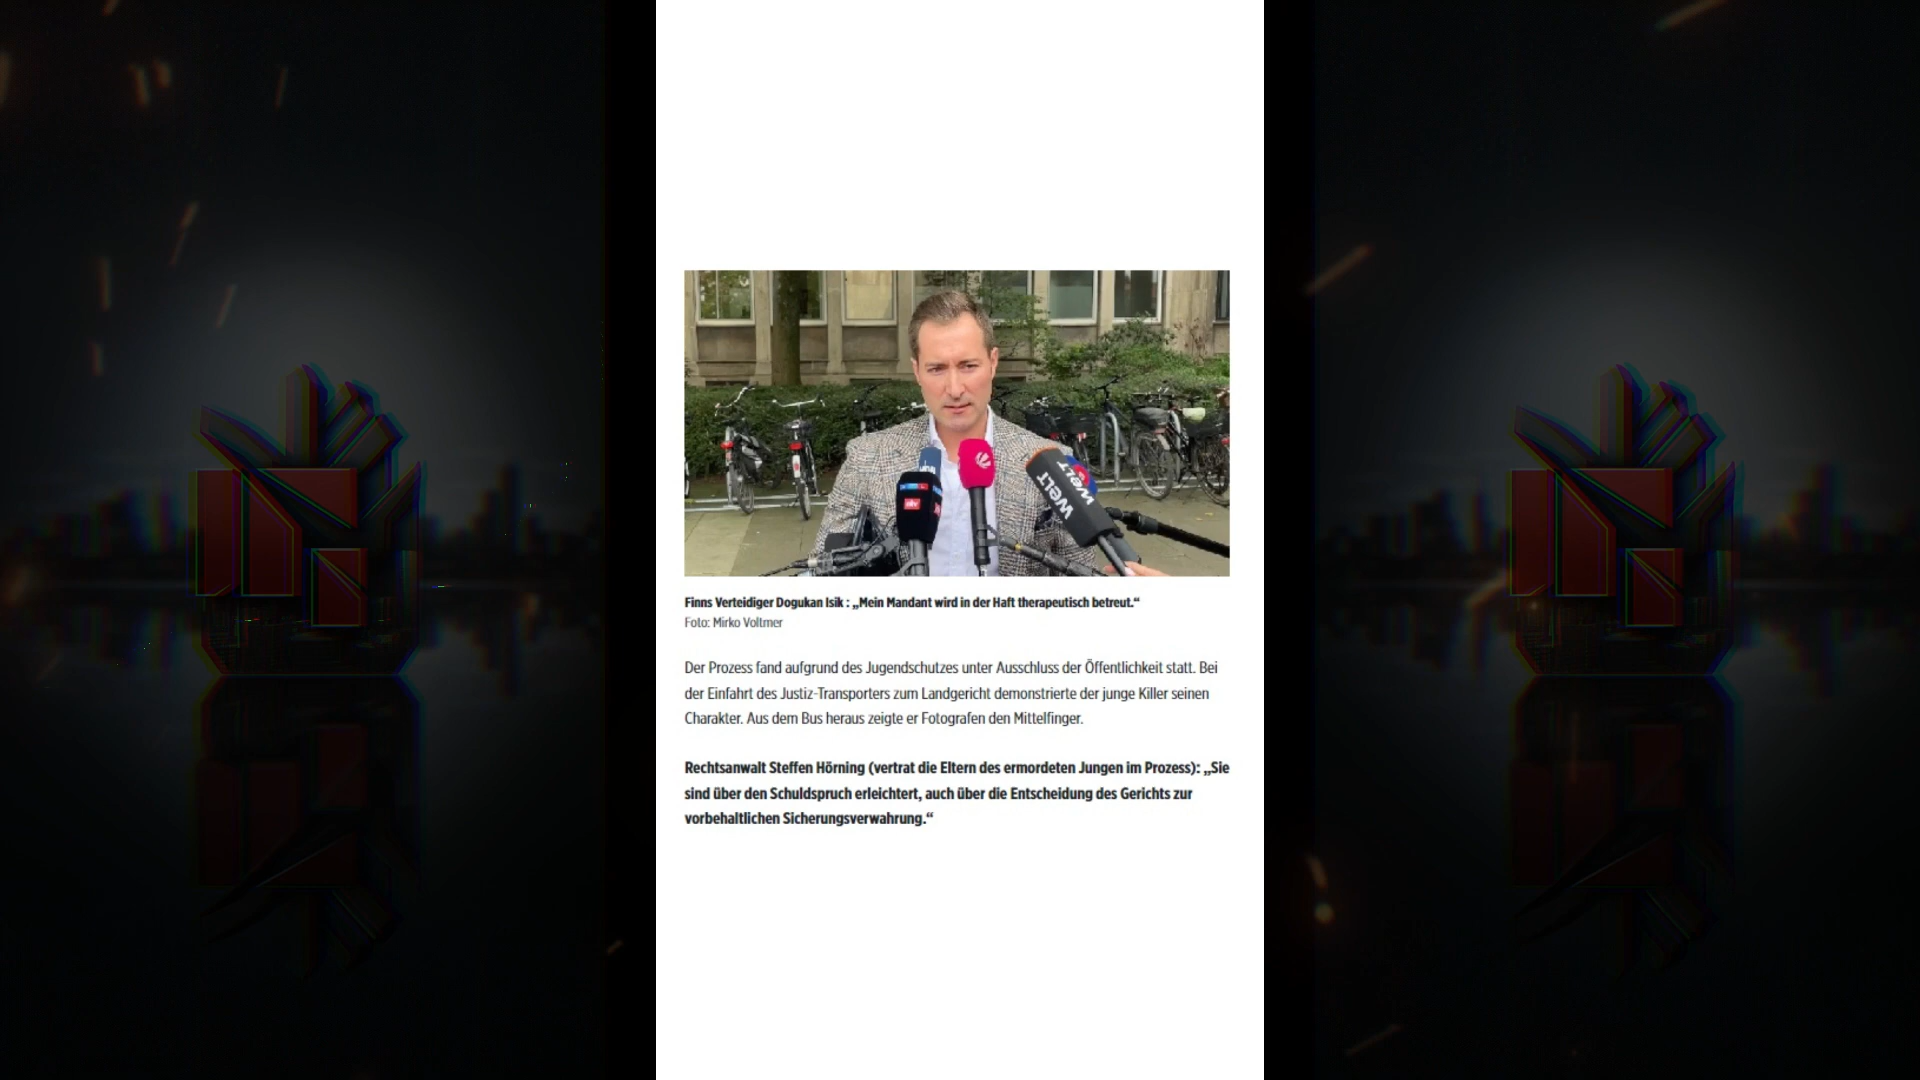 WELT
WELT
ntv
Finns Verteidiger Dogukan Isik : „Mein Mandant wird in der Haft therapeutisch betreut.“
Foto: Mirko Voltmer
Der Prozess fand aufgrund des Jugendschutzes unter Ausschluss der Öffentlichkeit statt. Bei
der Einfahrt des Justiz-Transporters zum Landgericht demonstrierte der junge Killer seinen
Charakter. Aus dem Bus heraus zeigte er Fotografen den Mittelfinger.
Rechtsanwalt Steffen Hörning (vertrat die Eltern des ermordeten Jungen im Prozess): „Sie
sind über den Schuldspruch erleichtert, auch über die Entscheidung des Gerichts zur
vorbehaltlichen Sicherungsverwahrung.“